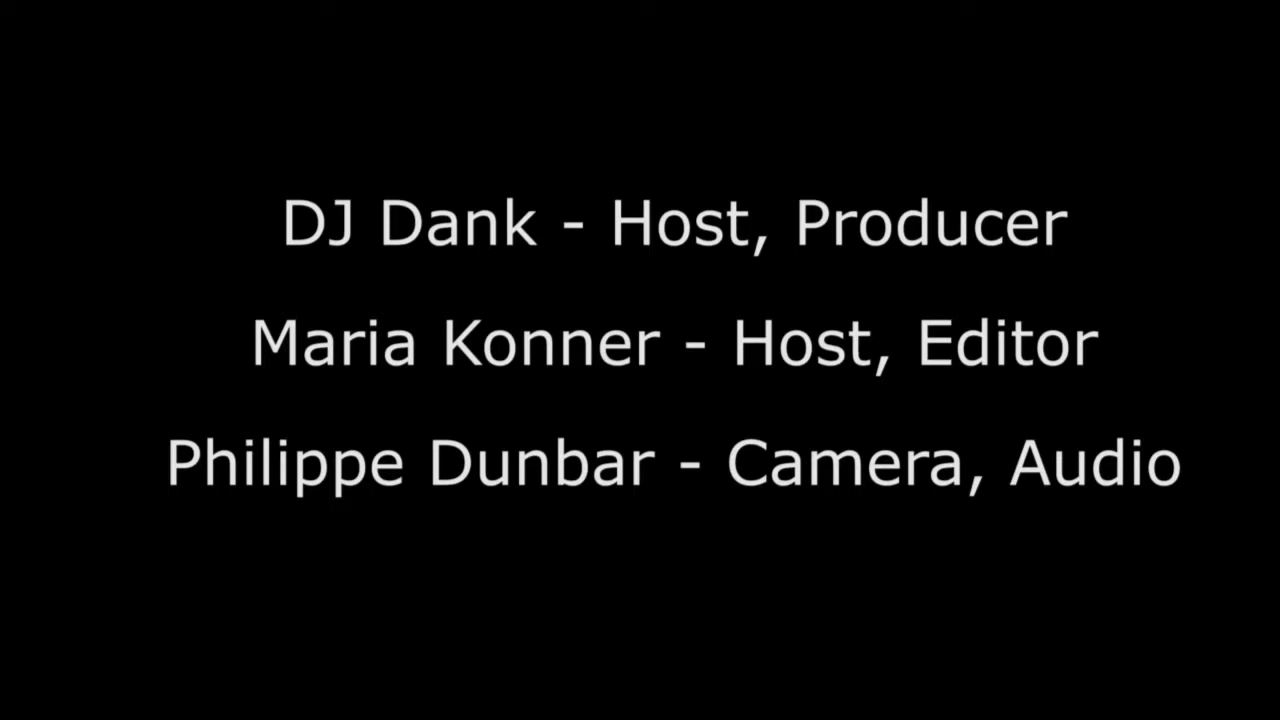 DJ Dank - Host, Producer
Maria Konner - Host, Editor
Philippe Dunbar - Camera, Audio